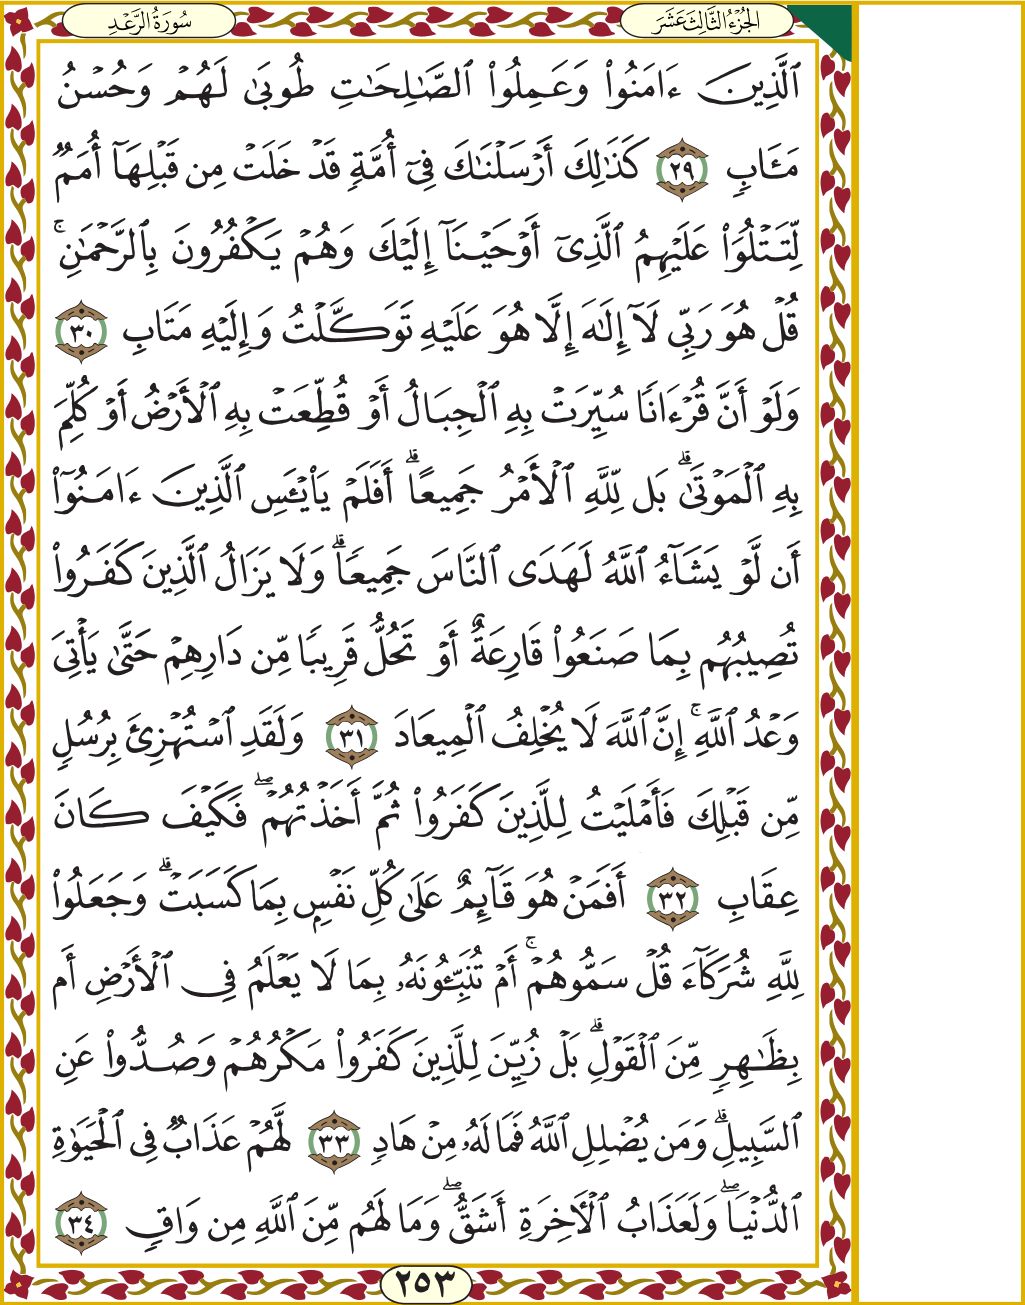 الجُزْءُ الثَّالِثَ عَشَرَ
سُورَةُ الرَّعْدِ
ٱلَّذِينَ ءَامَنُوا۟ وَعَمِلُوا۟ ٱلصَّٰلِحَٰتِ طُوبَىٰ لَهُمْ وَحُسْنُ
مَـَٔابٍ ٢٩ كَذَٰلِكَ أَرْسَلْنَٰكَ فِىٓ أُمَّةٍ قَدْ خَلَتْ مِن قَبْلِهَآ أُمَمٌ
لِّتَتْلُوَا۟ عَلَيْهِمُ ٱلَّذِىٓ أَوْحَيْنَآ إِلَيْكَ وَهُمْ يَكْفُرُونَ بِٱلرَّحْمَٰنِ ۚ
قُلْ هُوَ رَبِّى لَآ إِلَٰهَ إِلَّا هُوَ عَلَيْهِ تَوَكَّلْتُ وَإِلَيْهِ مَتَابِ ٣٠
وَلَوْ أَنَّ قُرْءَانًا سُيِّرَتْ بِهِ ٱلْجِبَالُ أَوْ قُطِّعَتْ بِهِ ٱلْأَرْضُ أَوْ كُلِّمَ
بِهِ ٱلْمَوْتَىٰ ۗ بَل لِّلَّهِ ٱلْأَمْرُ جَمِيعًا ۗ أَفَلَمْ يَا۟يْـَٔسِ ٱلَّذِينَ ءَامَنُوٓا۟
أَن لَّوْ يَشَآءُ ٱللَّهُ لَهَدَى ٱلنَّاسَ جَمِيعًا ۗ وَلَا يَزَالُ ٱلَّذِينَ كَفَرُوا۟
تُصِيبُهُم بِمَا صَنَعُوا۟ قَارِعَةٌ أَوْ تَحُلُّ قَرِيبًا مِّن دَارِهِمْ حَتَّىٰ يَأْتِىَ
وَعْدُ ٱللَّهِ ۚ إِنَّ ٱللَّهَ لَا يُخْلِفُ ٱلْمِيعَادَ ٣١ وَلَقَدِ ٱسْتُهْزِئَ بِرُسُلٍ
مِّن قَبْلِكَ فَأَمْلَيْتُ لِلَّذِينَ كَفَرُوا۟ ثُمَّ أَخَذْتُهُمْ ۖ فَكَيْفَ كَانَ
عِقَابِ ٣٢ أَفَمَنْ هُوَ قَآئِمٌ عَلَىٰ كُلِّ نَفْسٍۭ بِمَا كَسَبَتْ ۗ وَجَعَلُوا۟
لِلَّهِ شُرَكَآءَ قُلْ سَمُّوهُمْ ۚ أَمْ تُنَبِّـُٔونَهُۥ بِمَا لَا يَعْلَمُ فِى ٱلْأَرْضِ أَم
بِظَٰهِرٍ مِّنَ ٱلْقَوْلِ ۗ بَلْ زُيِّنَ لِلَّذِينَ كَفَرُوا۟ مَكْرُهُمْ وَصُدُّوا۟ عَنِ
ٱلسَّبِيلِ ۗ وَمَن يُضْلِلِ ٱللَّهُ فَمَا لَهُۥ مِنْ هَادٍ ٣٣ لَّهُمْ عَذَابٌ فِى ٱلْحَيَوٰةِ
ٱلدُّنْيَا ۖ وَلَعَذَابُ ٱلْـَٔاخِرَةِ أَشَقُّ ۖ وَمَا لَهُم مِّنَ ٱللَّهِ مِن وَاقٍ ٣٤
٢٥٣